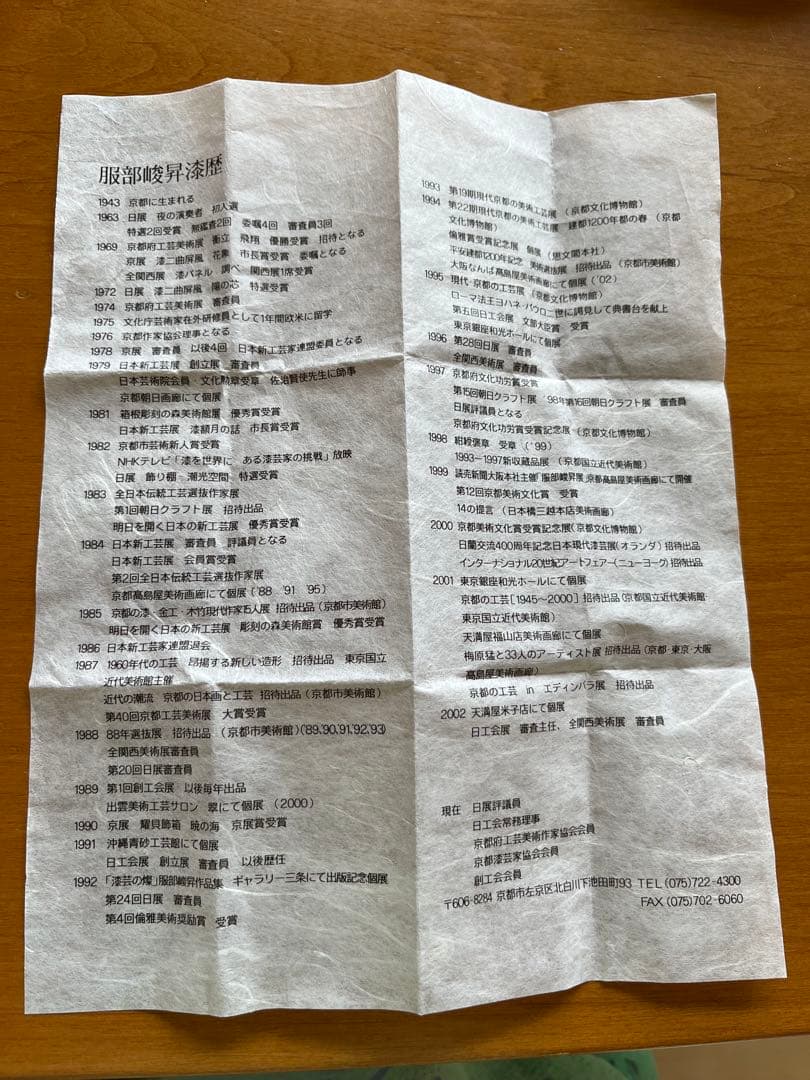 服部峻昇漆歴
1943 京都に生まれる
1963 日展 夜の演奏者 初入選
特選2回受賞 無鑑査2回 委嘱4回 審査員3回
1969 京都府工芸美術展 衝立 飛翔 優勝受賞 招待となる
京展 漆二曲屏風 花象 市長賞受賞 委嘱となる
全関西展 漆パネル 調べ 関西展1席受賞
1972 日展 漆二曲屏風 陽の芯 特選受賞
1974 京都府工芸美術展 審査員
1975 文化庁芸術家在外研修員として1年間欧米に留学
1976 京都作家協会理事となる
1978 京展 審査員 以後4回 日本新工芸家連盟委員となる
1979 日本新工芸展 創立展 審査員
日本芸術院会員・文化勲章受章 佐治賢使先生に師事
京都朝日画廊にて個展
1981 箱根彫刻の森美術館展 優秀賞受賞
日本新工芸展 漆額月の話 市長賞受賞
1982 京都市芸術新人賞受賞
NHKテレビ「漆を世界に ある漆芸家の挑戦」放映
日展 飾り棚 潮光空間 特選受賞
1983 全日本伝統工芸選抜作家展
第1回朝日クラフト展 招待出品
明日を開く日本の新工芸展 優秀賞受賞
1984 日本新工芸展 審査員 評議員となる
日本新工芸展 会員賞受賞
第2回全日本伝統工芸選抜作家展
京都髙島屋美術画廊にて個展('88 '91 '95)
1985 京都の漆・金工・木竹現代作家15人展 招待出品(京都市美術館)
明日を開く日本の新工芸展 彫刻の森美術館賞 優秀賞受賞
1986 日本新工芸家連盟退会
1987 1960年代の工芸 昂揚する新しい造形 招待出品 東京国立
近代美術館主催
近代の潮流 京都の日本画と工芸 招待出品(京都市美術館)
第40回京都工芸美術展 大賞受賞
1988 88年選抜展 招待出品 (京都市美術館)('89,'90,'91,'92,'93)
全関西美術展審査員
第20回日展審査員
1989 第1回創工会展 以後毎年出品
出雲美術工芸サロン 翠にて個展 (2000)
1990 京展 耀貝飾箱 暁の海 京展賞受賞
1991 沖縄青砂工芸館にて個展
日工会展 創立展 審査員 以後歴任
1992 「漆芸の燦」服部峻昇作品集 ギャラリー三条にて出版記念個展
第24回日展 審査員
第4回倫雅美術奨励賞 受賞
1993 第19期現代京都の美術工芸展 (京都文化博物館)
1994 第22期現代京都の美術工芸展 建都1200年都の春 (京都
文化博物館)
倫雅賞受賞記念展 個展(思文閣本社)
平安建都1200年記念 美術選抜展 招待出品 (京都市美術館)
大阪なんば髙島屋美術画廊にて個展('02)
1995 現代・京都の工芸展 (京都文化博物館)
ローマ法王ヨハネ・パウロ二世に謁見して典書台を献上
第五回日工会展 文部大臣賞 受賞
東京銀座和光ホールにて個展
1996 第28回日展 審査員
全関西美術展 審査員
1997 京都府文化功労賞受賞
第15回朝日クラフト展 '98年第16回朝日クラフト展 審査員
日展評議員となる
京都府文化功労賞受賞記念展(京都文化博物館)
1998 紺綬褒章 受章 ('99)
1993-1997新収蔵品展 (京都国立近代美術館)
1999 読売新聞大阪本社主催「服部峻昇展」京都髙島屋美術画廊にて開催
第12回京都美術文化賞 受賞
14の提言 (日本橋三越本店美術画廊)
2000 京都美術文化賞受賞記念展(京都文化博物館)
日蘭交流400周年記念日本現代漆芸展(オランダ)招待出品
インターナショナル20世紀アートフェアー(ニューヨーク)招待出品
2001 東京銀座和光ホールにて個展
京都の工芸[1945~2000]招待出品(京都国立近代美術館・
東京国立近代美術館)
天満屋福山店美術画廊にて個展
梅原猛と33人のアーティスト展 招待出品(京都・東京・大阪
髙島屋美術画廊)
京都の工芸 in エディンバラ展 招待出品
2002 天満屋米子店にて個展
日工会展 審査主任、全関西美術展 審査員
現在 日展評議員
日工会常務理事
京都府工芸美術作家協会会員
京都漆芸家協会会員
創工会会員
〒606-8284 京都市左京区北白川下池田町93 TEL(075)722-4300
FAX(075)702-6060